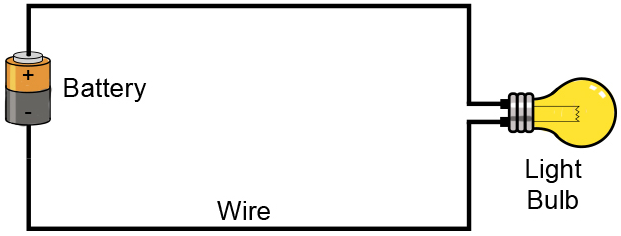 +
Battery
-
Light
Bulb
Wire